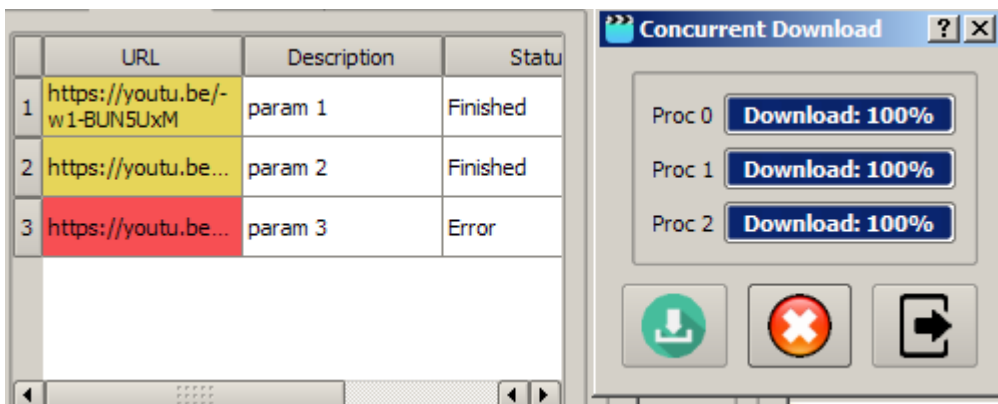 URL Description Statu
1 https://youtu.be/-
w1-BUN5UxM param 1 Finished
2 https://youtu.be... param 2 Finished
3 https://youtu.be... param 3 Error
Concurrent Download
Proc 0 Download: 100%
Proc 1 Download: 100%
Proc 2 Download: 100%